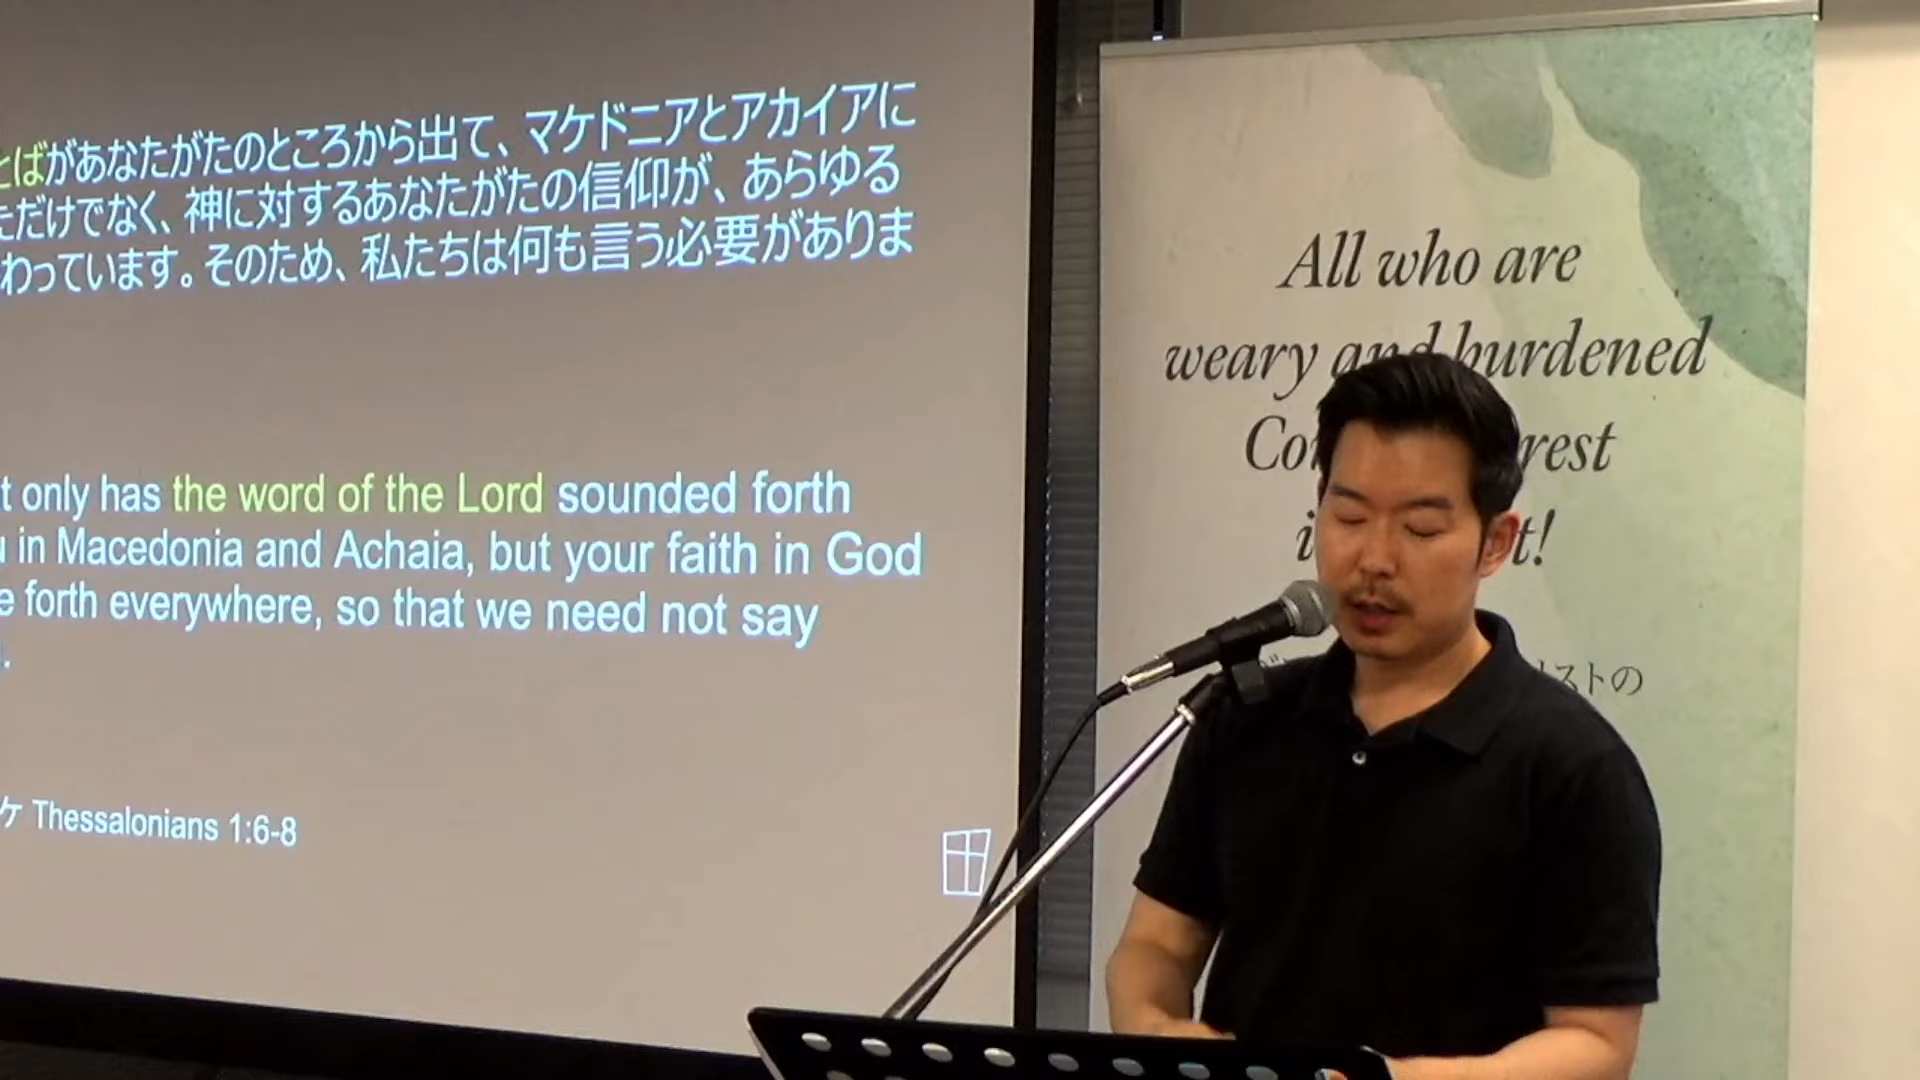 とばがあなたがたのところから出て、マケドニアとアカイアに
ただけでなく、神に対するあなたがたの信仰が、あらゆる
わっています。そのため、私たちは何も言う必要がありま
t only has the word of the Lord sounded forth
u in Macedonia and Achaia, but your faith in God
e forth everywhere, so that we need not say
ケ Thessalonians 1:6-8
All who are
weary and burdened
rest
t!
ストの